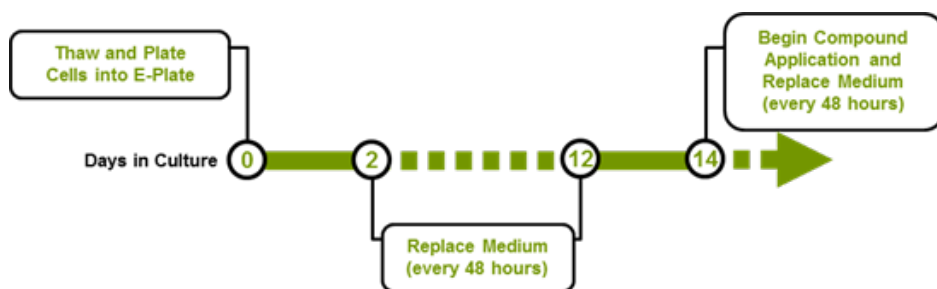 Thaw and Plate
Cells into E-Plate
Begin Compound
Application and
Replace Medium
(every 48 hours)
Days in Culture
0
2
12
14
Replace Medium
(every 48 hours)